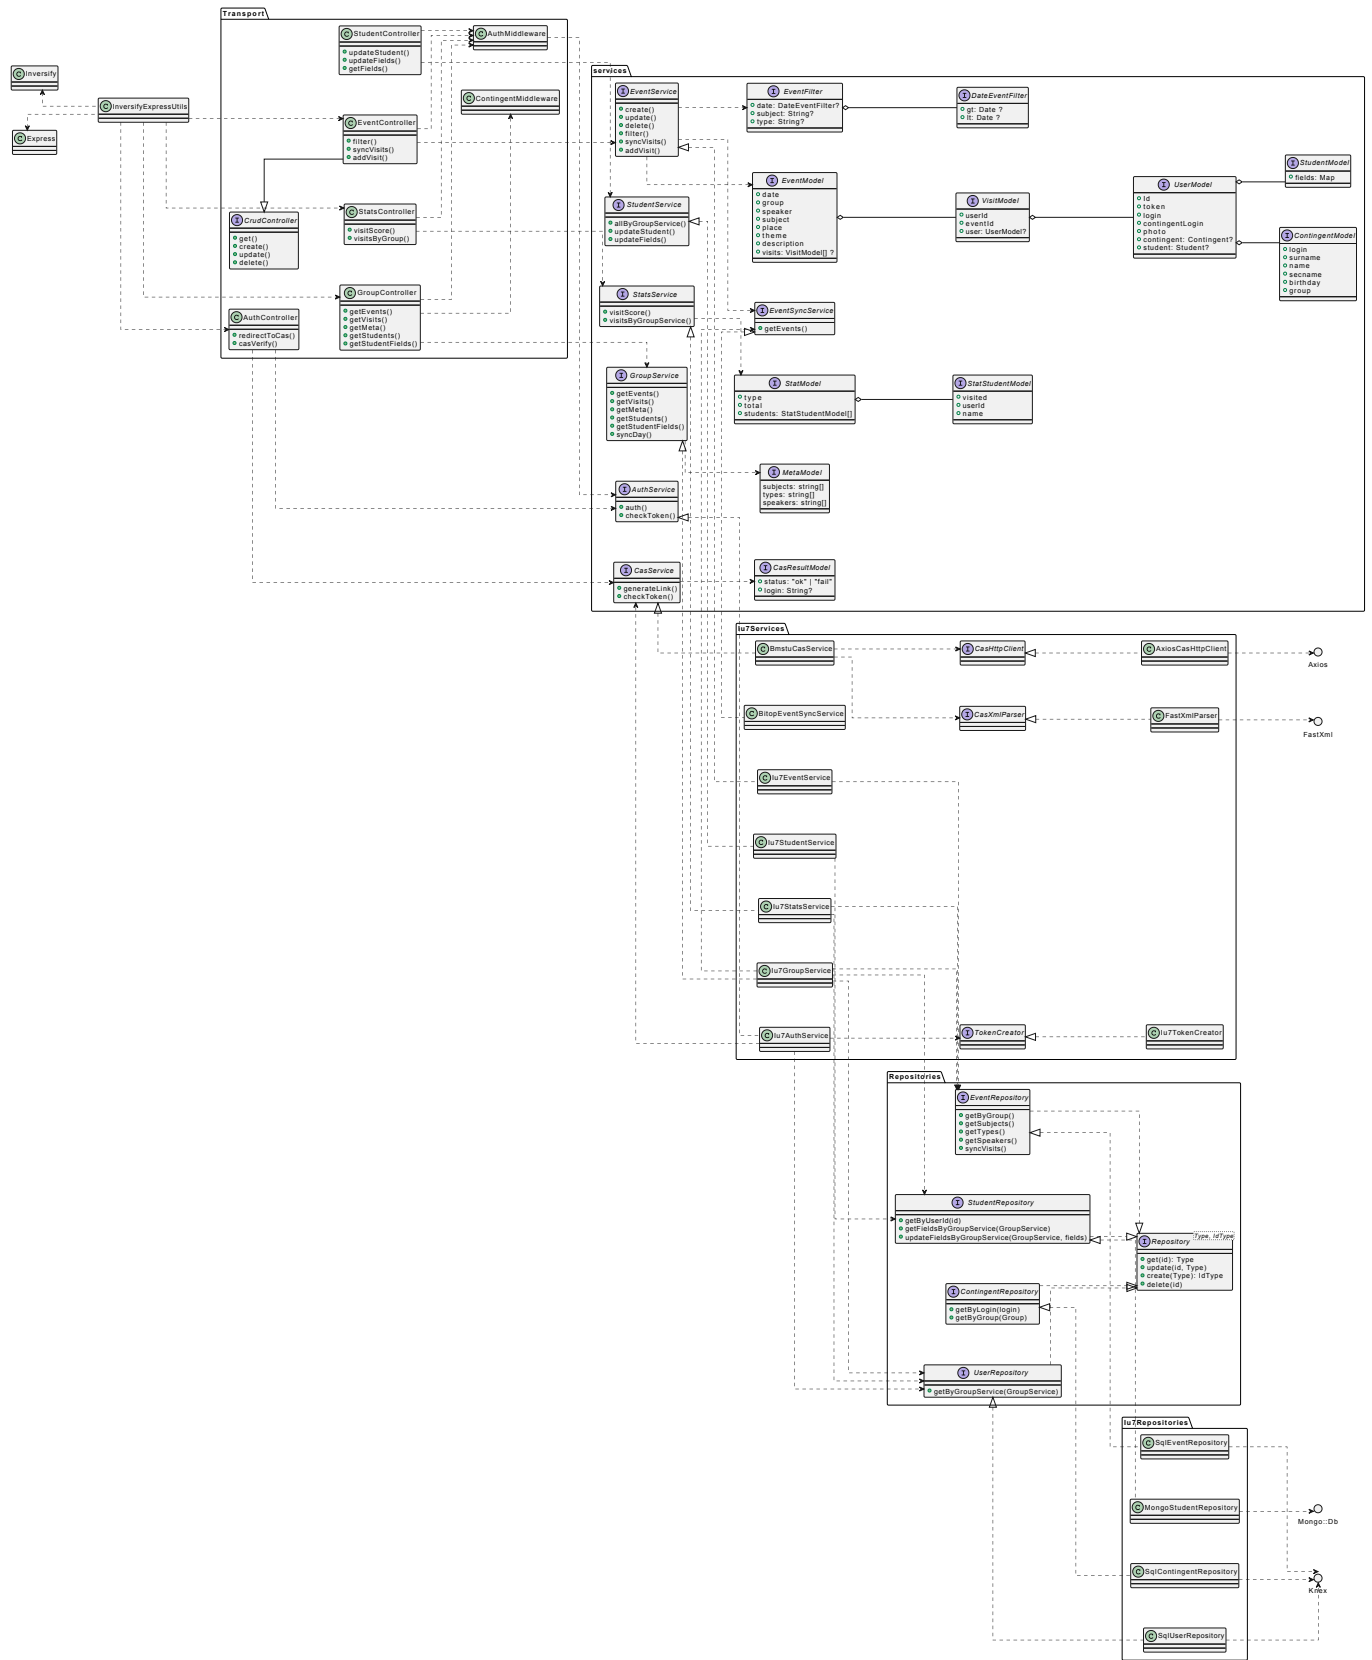 Transport
StudentController
updateStudent()
updateFields()
getFields()
AuthMiddleware
ContingentMiddleware
EventController
filter()
syncVisits()
addVisit()
CrudController
get()
create()
update()
delete()
StatsController
visitScore()
visitsByGroup()
GroupController
getEvents()
getVisits()
getMeta()
getStudents()
getStudentFields()
AuthController
redirectToCas()
casVerify()
Inversify
InversifyExpressUtils
Express
services
EventService
create()
update()
delete()
filter()
syncVisits()
addVisit()
EventFilter
date: DateEventFilter?
subject: String?
type: String?
DateEventFilter
gt: Date ?
lt: Date ?
StudentService
allByGroupService()
updateStudent()
updateFields()
EventModel
date
group
speaker
subject
place
theme
description
visits: VisitModel[] ?
VisitModel
userId
eventId
user: UserModel?
UserModel
id
token
login
contingentLogin
photo
contingent: Contingent?
student: Student?
StudentModel
fields: Map
ContingentModel
login
surname
name
secname
birthday
group
StatsService
visitScore()
visitsByGroupService()
EventSyncService
getEvents()
GroupService
getEvents()
getVisits()
getMeta()
getStudents()
getStudentFields()
syncDay()
StatModel
type
total
students: StatStudentModel[]
StatStudentModel
visited
userId
name
MetaModel
subjects: string[]
types: string[]
speakers: string[]
AuthService
auth()
checkToken()
CasService
generateLink()
checkToken()
CasResultModel
status: "ok" | "fail"
login: String?
Iu7Services
BmstuCasService
CasHttpClient
AxiosCasHttpClient
Axios
BitopEventSyncService
CasXmlParser
FastXmlParser
FastXml
Iu7EventService
Iu7StudentService
Iu7StatsService
Iu7GroupService
Iu7AuthService
TokenCreator
Iu7TokenCreator
Repositories
EventRepository
getByGroup()
getSubjects()
getTypes()
getSpeakers()
syncVisits()
StudentRepository
getByUserId(id)
getFieldsByGroupService(GroupService)
updateFieldsByGroupService(GroupService, fields)
Repository
Type, IdType
get(id): Type
update(id, Type)
create(Type): IdType
delete(id)
ContingentRepository
getByLogin(login)
getByGroup(Group)
UserRepository
getByGroupService(GroupService)
Iu7Repositories
SqlEventRepository
MongoStudentRepository
Mongo::Db
SqlContingentRepository
Knex
SqlUserRepository